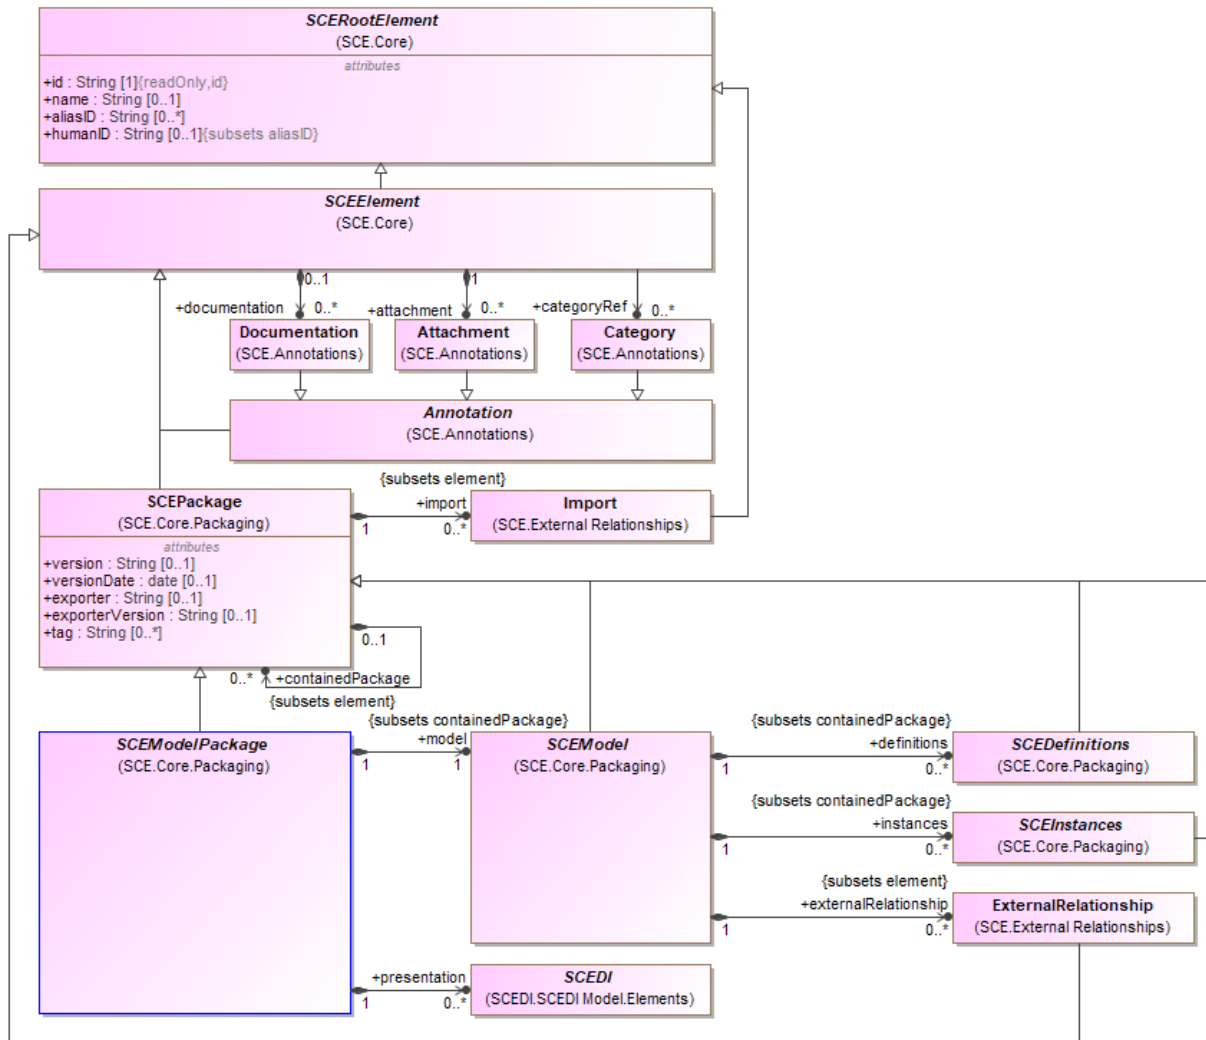 SCERootElement
(SCE.Core)
attributes
+id : String [1]{readOnly,id}
+name : String [0..1]
+aliasID : String [0..*]
+humanID : String [0..1]{subsets aliasID}
SCEElement
(SCE.Core)
0..1
1
+documentation
0..*
+attachment
0..*
+categoryRef
0..*
Documentation
(SCE.Annotations)
Attachment
(SCE.Annotations)
Category
(SCE.Annotations)
Annotation
(SCE.Annotations)
SCEPackage
(SCE.Core.Packaging)
attributes
+version : String [0..1]
+versionDate : date [0..1]
+exporter : String [0..1]
+exporterVersion : String [0..1]
+tag : String [0..*]
{subsets element}
+import
1
0..*
Import
(SCE.External Relationships)
0..1
0..*
+containedPackage
{subsets element}
SCEModelPackage
(SCE.Core.Packaging)
{subsets containedPackage}
+model
1
1
SCEModel
(SCE.Core.Packaging)
{subsets containedPackage}
+definitions
1
0..*
SCEDefinitions
(SCE.Core.Packaging)
{subsets containedPackage}
+instances
1
0..*
SCEInstances
(SCE.Core.Packaging)
{subsets element}
+externalRelationship
1
0..*
ExternalRelationship
(SCE.External Relationships)
+presentation
1
0..*
SCEDI
(SCEDI.SCEDI Model.Elements)